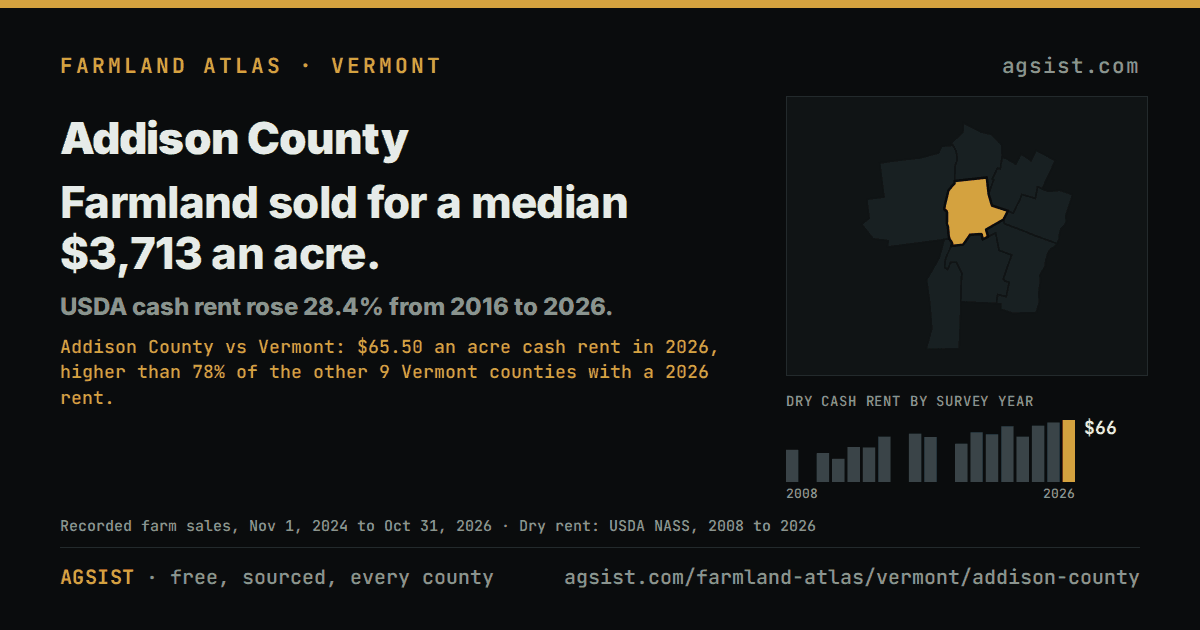 FARMLAND ATLAS · VERMONT
agsist.com
Addison County
Farmland sold for a median
$3,713 an acre.
USDA cash rent rose 28.4% from 2016 to 2026.
Addison County vs Vermont: $65.50 an acre cash rent in 2026,
higher than 78% of the other 9 Vermont counties with a 2026
rent.
DRY CASH RENT BY SURVEY YEAR
$66
2008
2026
Recorded farm sales, Nov 1, 2024 to Oct 31, 2026 · Dry rent: USDA NASS, 2008 to 2026
AGSIST · free, sourced, every county
agsist.com/farmland-atlas/vermont/addison-county